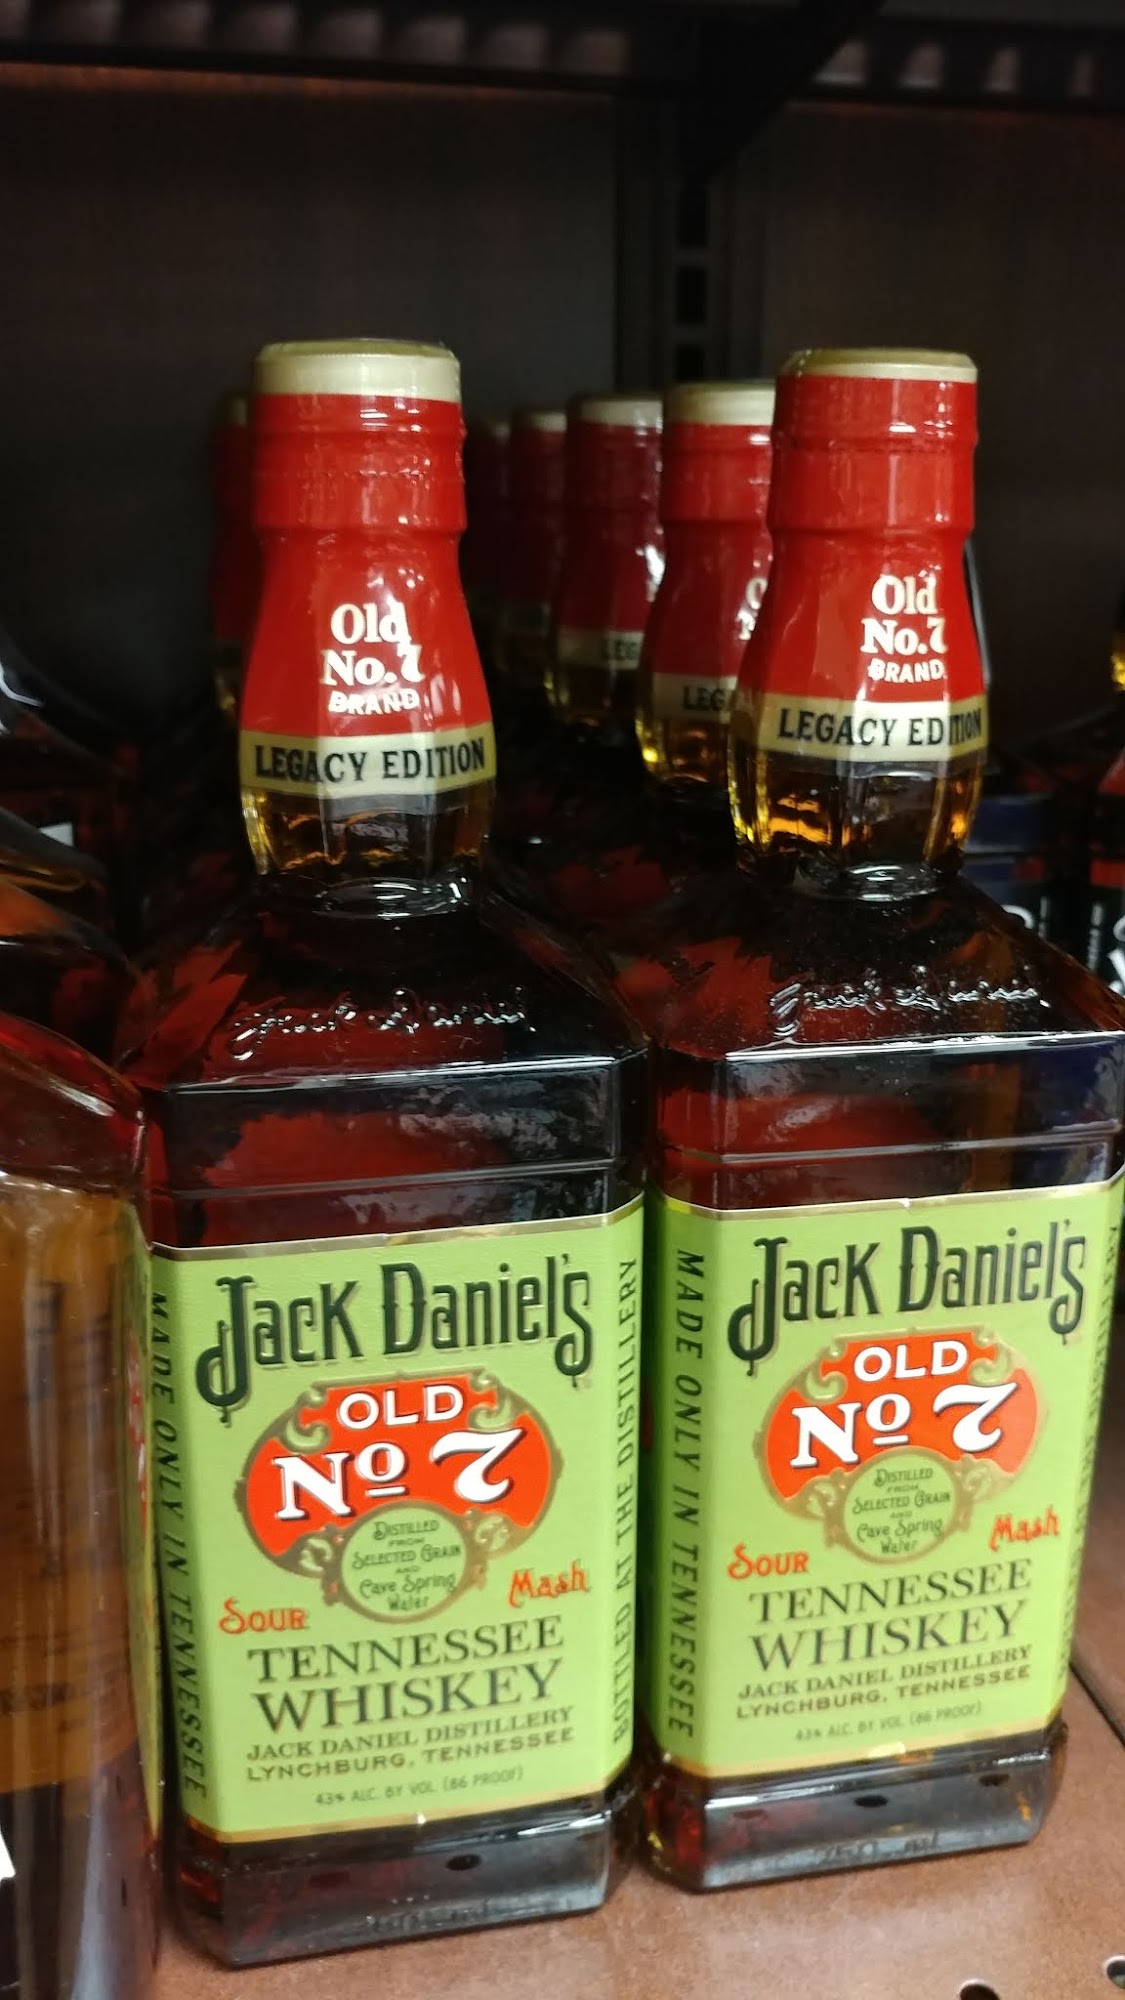 Old
No.7
BRAND
LEGACY EDITION
Jack Daniel's
OLD
No 7
DISTILLED
FROM
SELECTED GRAIN
AND
Cave Spring
Water
SOUR Mash
TENNESSEE
WHISKEY
JACK DANIEL DISTILLERY
LYNCHBURG, TENNESSEE
43% ALC. BY VOL. (86 PROOF)
MADE ONLY IN TENNESSEE
BOTTLED AT THE DISTILLERY
Jack Daniel
Old
No.7
BRAND
LEGACY EDITION
Jack Daniel's
OLD
No 7
DISTILLED
FROM
SELECTED GRAIN
AND
Cave Spring
Water
SOUR Mash
TENNESSEE
WHISKEY
JACK DANIEL DISTILLERY
LYNCHBURG, TENNESSEE
43% ALC. BY VOL. (86 PROOF)
MADE ONLY IN TENNESSEE